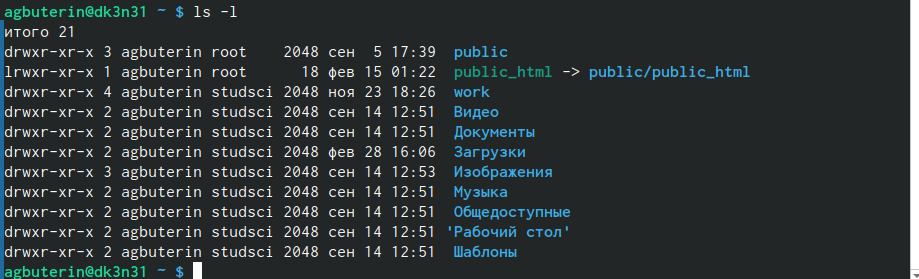 agbuterin@dk3n31 ~ $ ls -l
итого 21
drwxr-xr-x 3 agbuterin root    2048 сен  5 17:39  public
lrwxr-xr-x 1 agbuterin root      18 фев 15 01:22  public_html -> public/public_html
drwxr-xr-x 4 agbuterin studsci 2048 ноя 23 18:26  work
drwxr-xr-x 2 agbuterin studsci 2048 сен 14 12:51  Видео
drwxr-xr-x 2 agbuterin studsci 2048 сен 14 12:51  Документы
drwxr-xr-x 2 agbuterin studsci 2048 фев 28 16:06  Загрузки
drwxr-xr-x 3 agbuterin studsci 2048 сен 14 12:53  Изображения
drwxr-xr-x 2 agbuterin studsci 2048 сен 14 12:51  Музыка
drwxr-xr-x 2 agbuterin studsci 2048 сен 14 12:51  Общедоступные
drwxr-xr-x 2 agbuterin studsci 2048 сен 14 12:51 'Рабочий стол'
drwxr-xr-x 2 agbuterin studsci 2048 сен 14 12:51  Шаблоны
agbuterin@dk3n31 ~ $